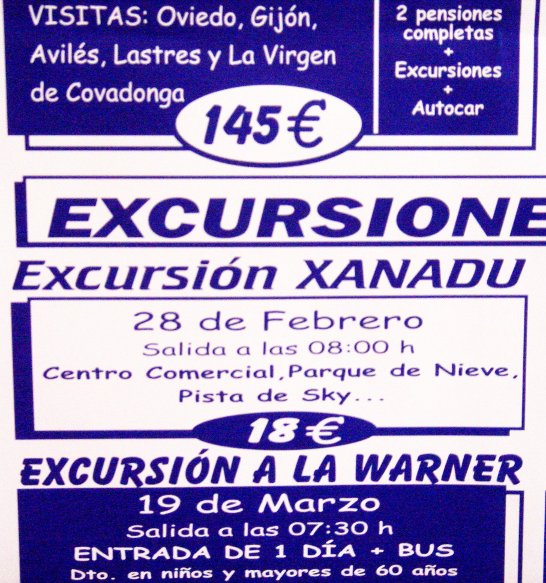 VISITAS: Oviedo, Gijón,
Avilés, Lastres y La Virgen
de Covadonga
2 pensiones
completas
+
Excursiones
+
Autocar
145€
EXCURSIONE
Excursión XANADU
28 de Febrero
Salida a las 08:00 h
Centro Comercial,Parque de Nieve,
Pista de Sky...
18€
EXCURSIÓN A LA WARNER
19 de Marzo
Salida a las 07:30 h
ENTRADA DE 1 DÍA + BUS
Dto. en niños y mayores de 60 años